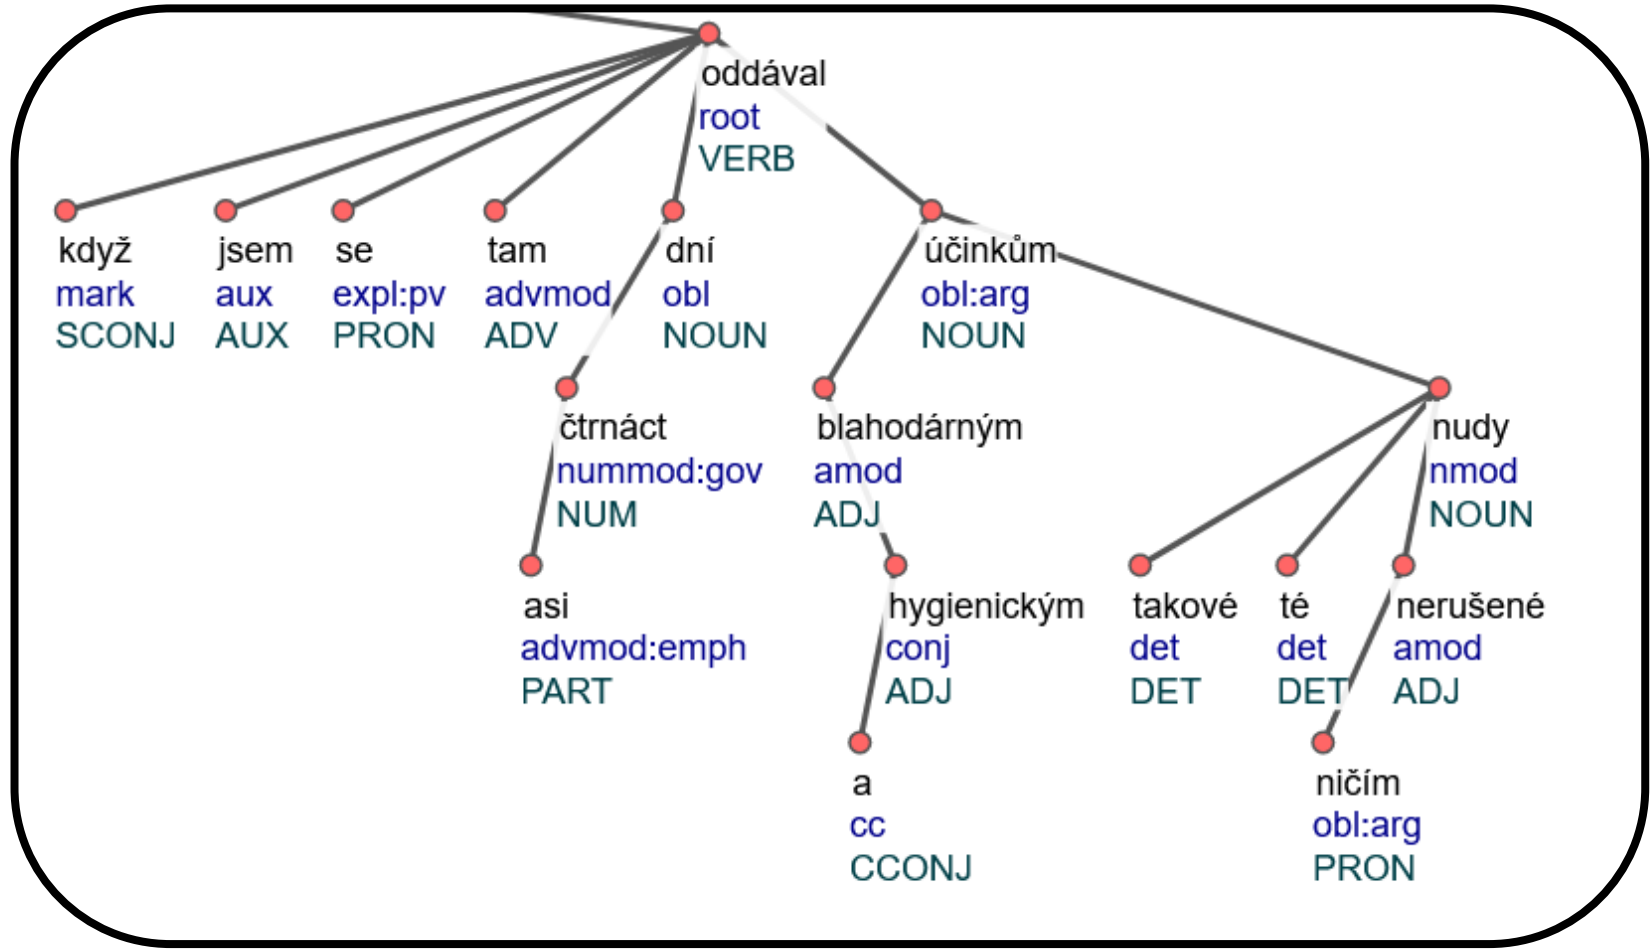 oddával
root
VERB
když jsem se tam dní účinkům
mark aux expl:pv advmod obl obl:arg
SCONJ AUX PRON ADV NOUN NOUN
čtrnáct blahodárným nudy
nummod:gov amod nmod
NUM ADJ NOUN
asi hygienickým takové té nerušené
advmod:emph conj det det amod
PART ADJ DET DET ADJ
a ničím
cc obl:arg
CCONJ PRON